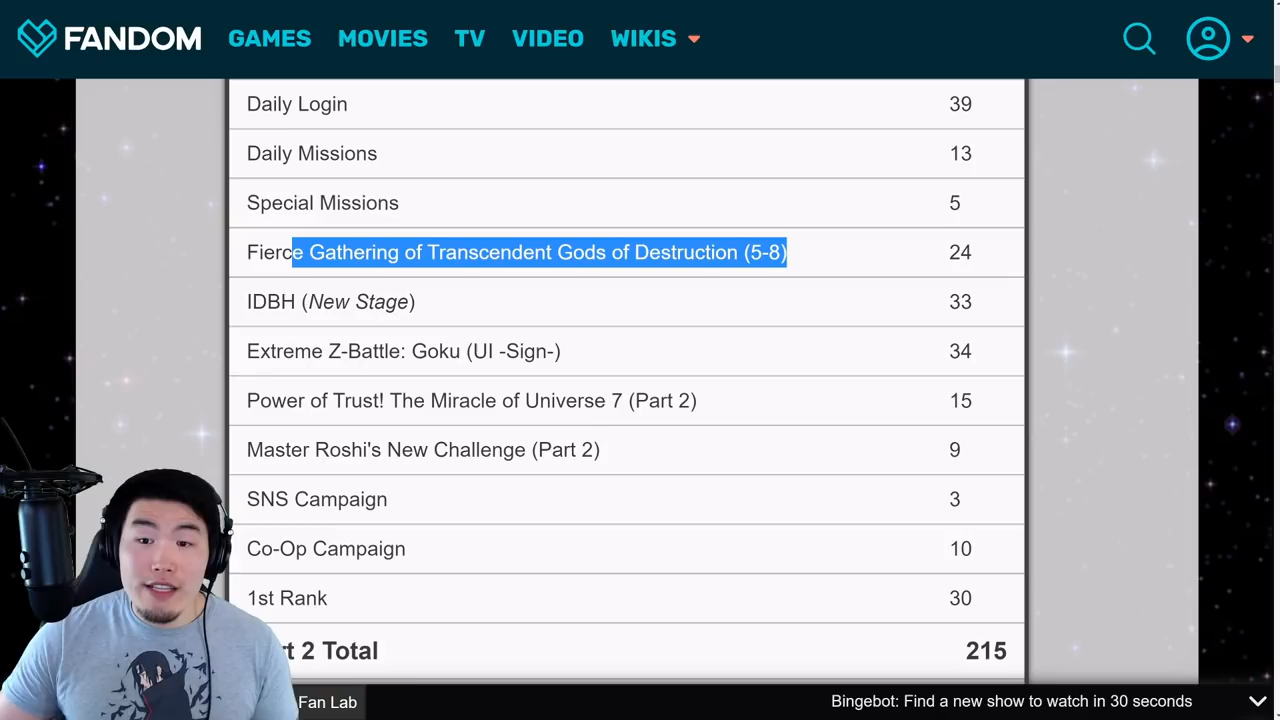 FANDOM GAMES MOVIES TV VIDEO WIKIS
Daily Login 39
Daily Missions 13
Special Missions 5
Fierce Gathering of Transcendent Gods of Destruction (5-8) 24
IDBH (New Stage) 33
Extreme Z-Battle: Goku (UI -Sign-) 34
Power of Trust! The Miracle of Universe 7 (Part 2) 15
Master Roshi's New Challenge (Part 2) 9
SNS Campaign 3
Co-Op Campaign 10
1st Rank 30
rt 2 Total 215
Fan Lab Bingebot: Find a new show to watch in 30 seconds